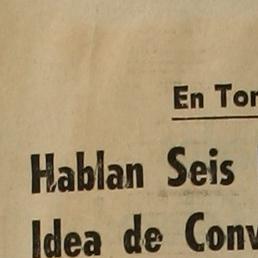 En Tor
Hablan Seis
Idea de Conv